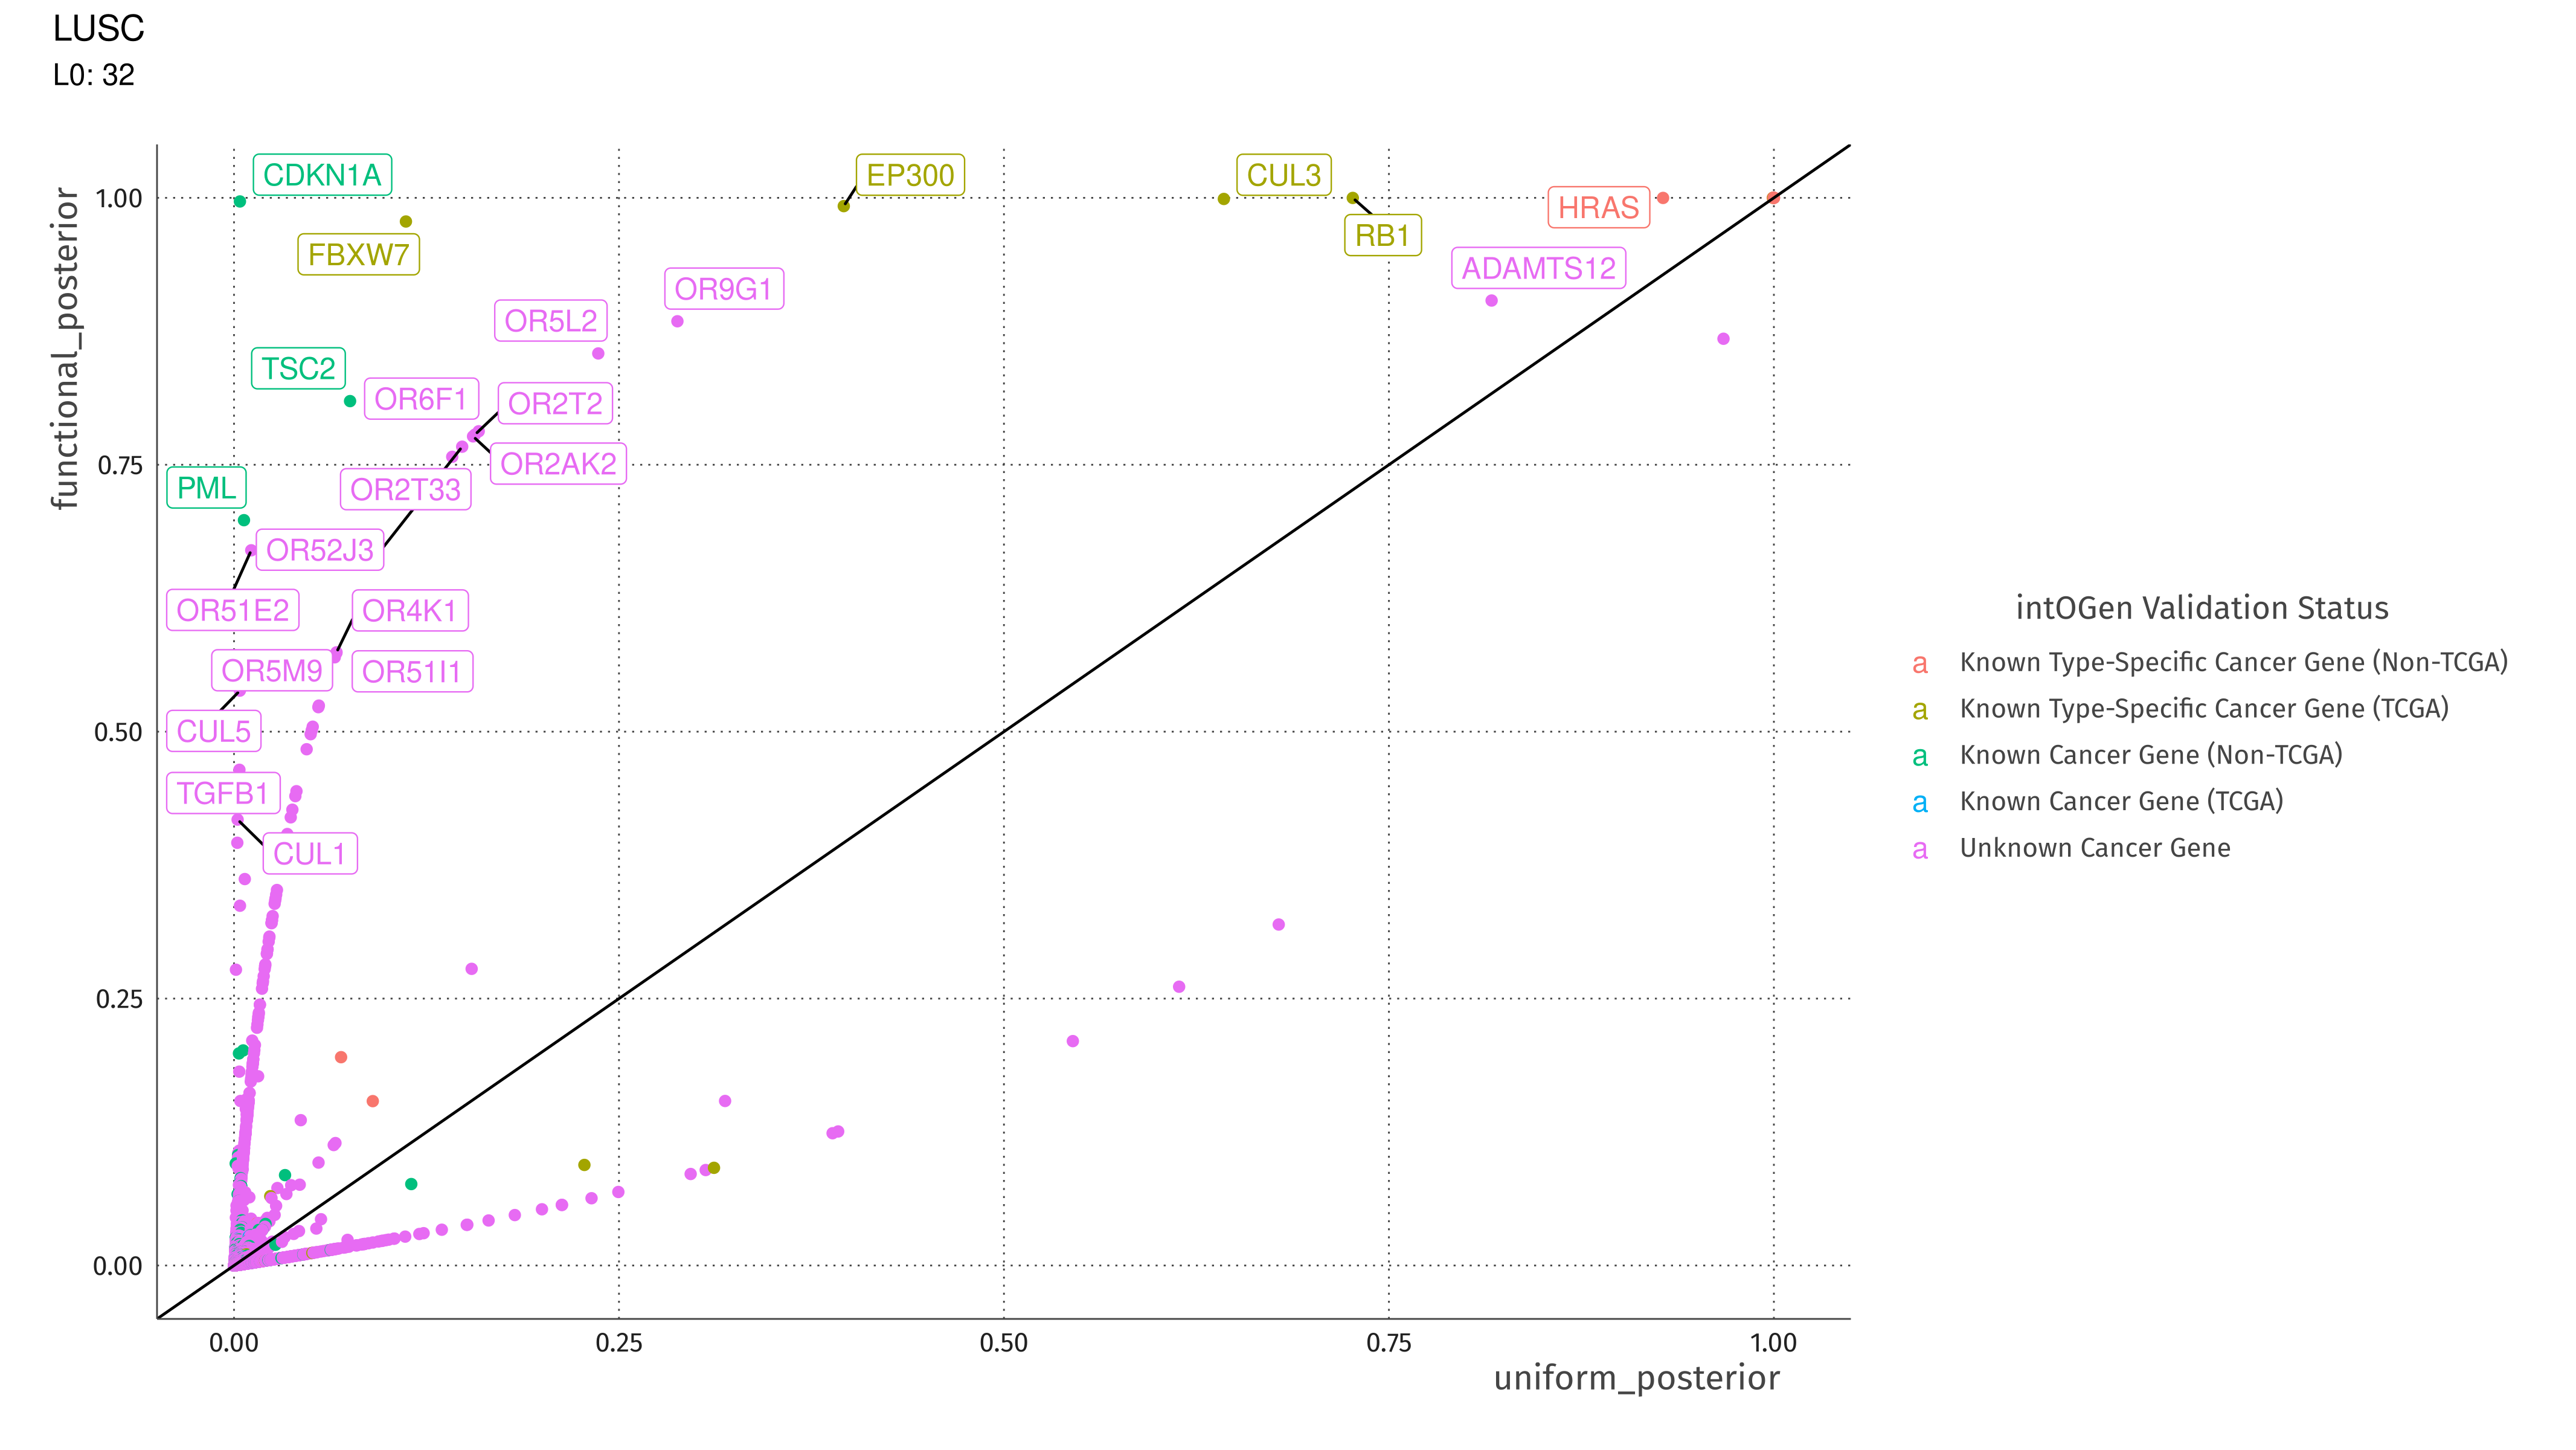 LUSC
L0: 32
functional_posterior
1.00
0.75
0.50
0.25
0.00
CDKN1A
EP300
CUL3
HRAS
RB1
FBXW7
ADAMTS12
OR9G1
OR5L2
TSC2
OR6F1
OR2T2
OR2AK2
PML
OR2T33
OR52J3
OR51E2
OR4K1
OR5M9
OR51I1
CUL5
TGFB1
CUL1
0.00
0.25
0.50
0.75
1.00
uniform_posterior
intOGen Validation Status
a Known Type-Specific Cancer Gene (Non-TCGA)
a Known Type-Specific Cancer Gene (TCGA)
a Known Cancer Gene (Non-TCGA)
a Known Cancer Gene (TCGA)
a Unknown Cancer Gene